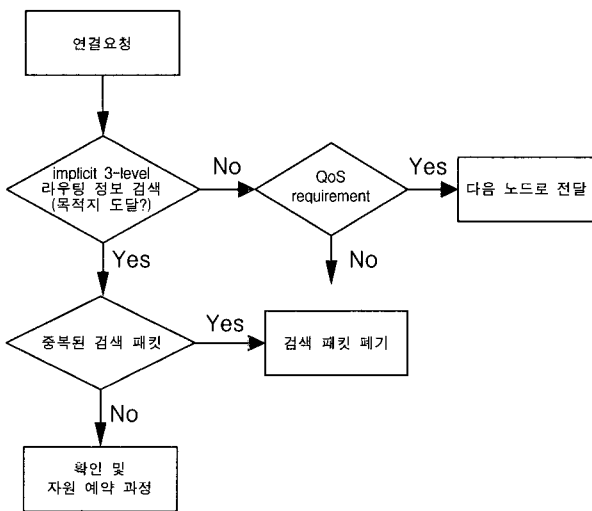 연결요청
implicit 3-level
라우팅 정보 검색
(목적지 도달?)
No
QoS
requirement
Yes
다음 노드로 전달
Yes
No
중복된 검색 패킷
Yes
검색 패킷 폐기
No
확인 및
자원 예약 과정